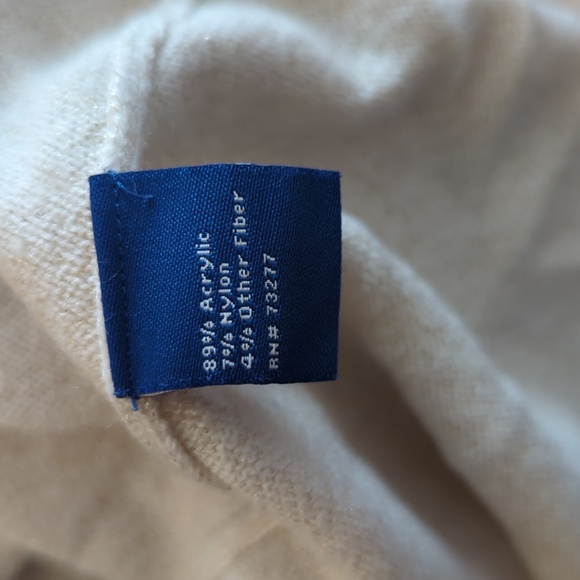 89% Acrylic
7% Nylon
4% Other Fiber
RN# 73277